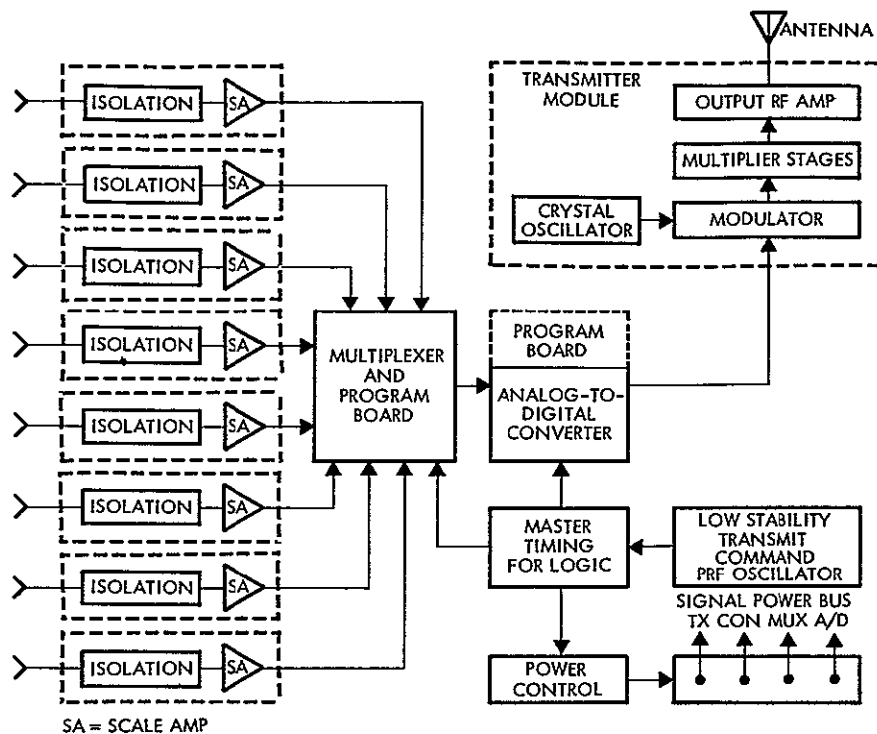 ANTENNA
TRANSMITTER
MODULE
OUTPUT RF AMP
MULTIPLIER STAGES
CRYSTAL
OSCILLATOR
MODULATOR
ISOLATION
SA
ISOLATION
SA
ISOLATION
SA
ISOLATION
SA
ISOLATION
SA
ISOLATION
SA
ISOLATION
SA
ISOLATION
SA
MULTIPLEXER
AND
PROGRAM
BOARD
PROGRAM
BOARD
ANALOG-TO-
DIGITAL
CONVERTER
MASTER
TIMING
FOR LOGIC
LOW STABILITY
TRANSMIT
COMMAND
PRF OSCILLATOR
SIGNAL POWER BUS
TX CON MUX A/D
POWER
CONTROL
SA = SCALE AMP